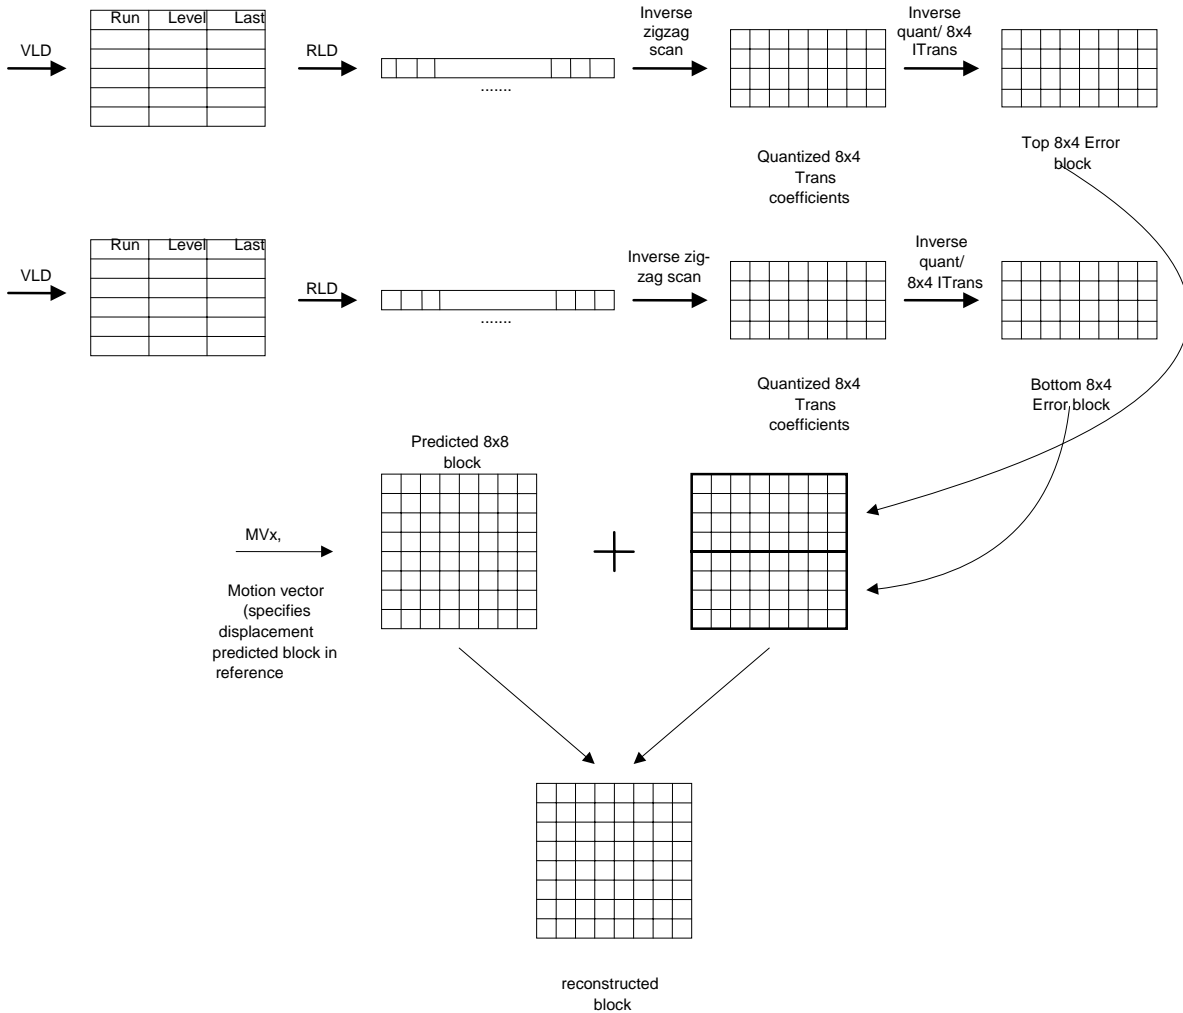 Run Level Last
VLD
RLD
.......
Inverse
zigzag
scan
Inverse
quant/ 8x4
ITrans
Quantized 8x4
Trans
coefficients
Top 8x4 Error
block
Run Level Last
VLD
RLD
.......
Inverse zig-
zag scan
Inverse
quant/
8x4 ITrans
Quantized 8x4
Trans
coefficients
Bottom 8x4
Error block
Predicted 8x8
block
MVx,
Motion vector
(specifies
displacement
predicted block in
reference
reconstructed
block